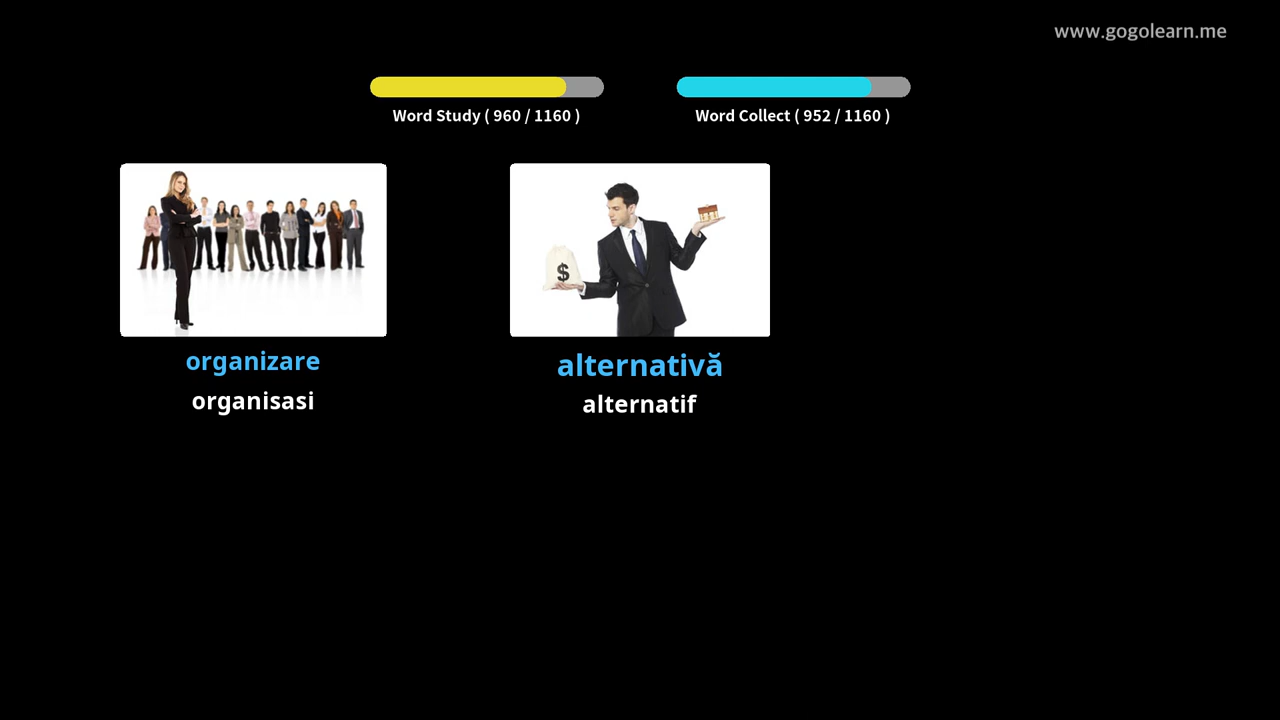 www.gogolearn.me
Word Study ( 960 / 1160 )
Word Collect ( 952 / 1160 )
$
organizare
organisasi
alternativă
alternatif